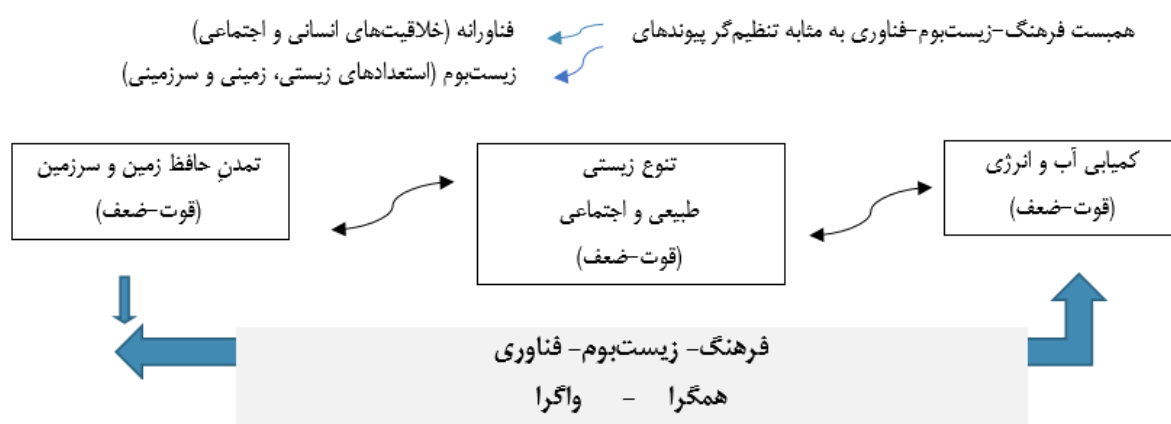 همبست فرهنگ-زیست‌بوم-فناوری به مثابه تنظیم‌گر پیوندهای
فناورانه (خلاقیت‌های انسانی و اجتماعی)
زیست‌بوم (استعدادهای زیستی، زمینی و سرزمینی)
کمیابی آب و انرژی
(قوت-ضعف)
تنوع زیستی
طبیعی و اجتماعی
(قوت-ضعف)
تمدنِ حافظ زمین و سرزمین
(قوت-ضعف)
فرهنگ- زیست‌بوم- فناوری
همگرا - واگرا